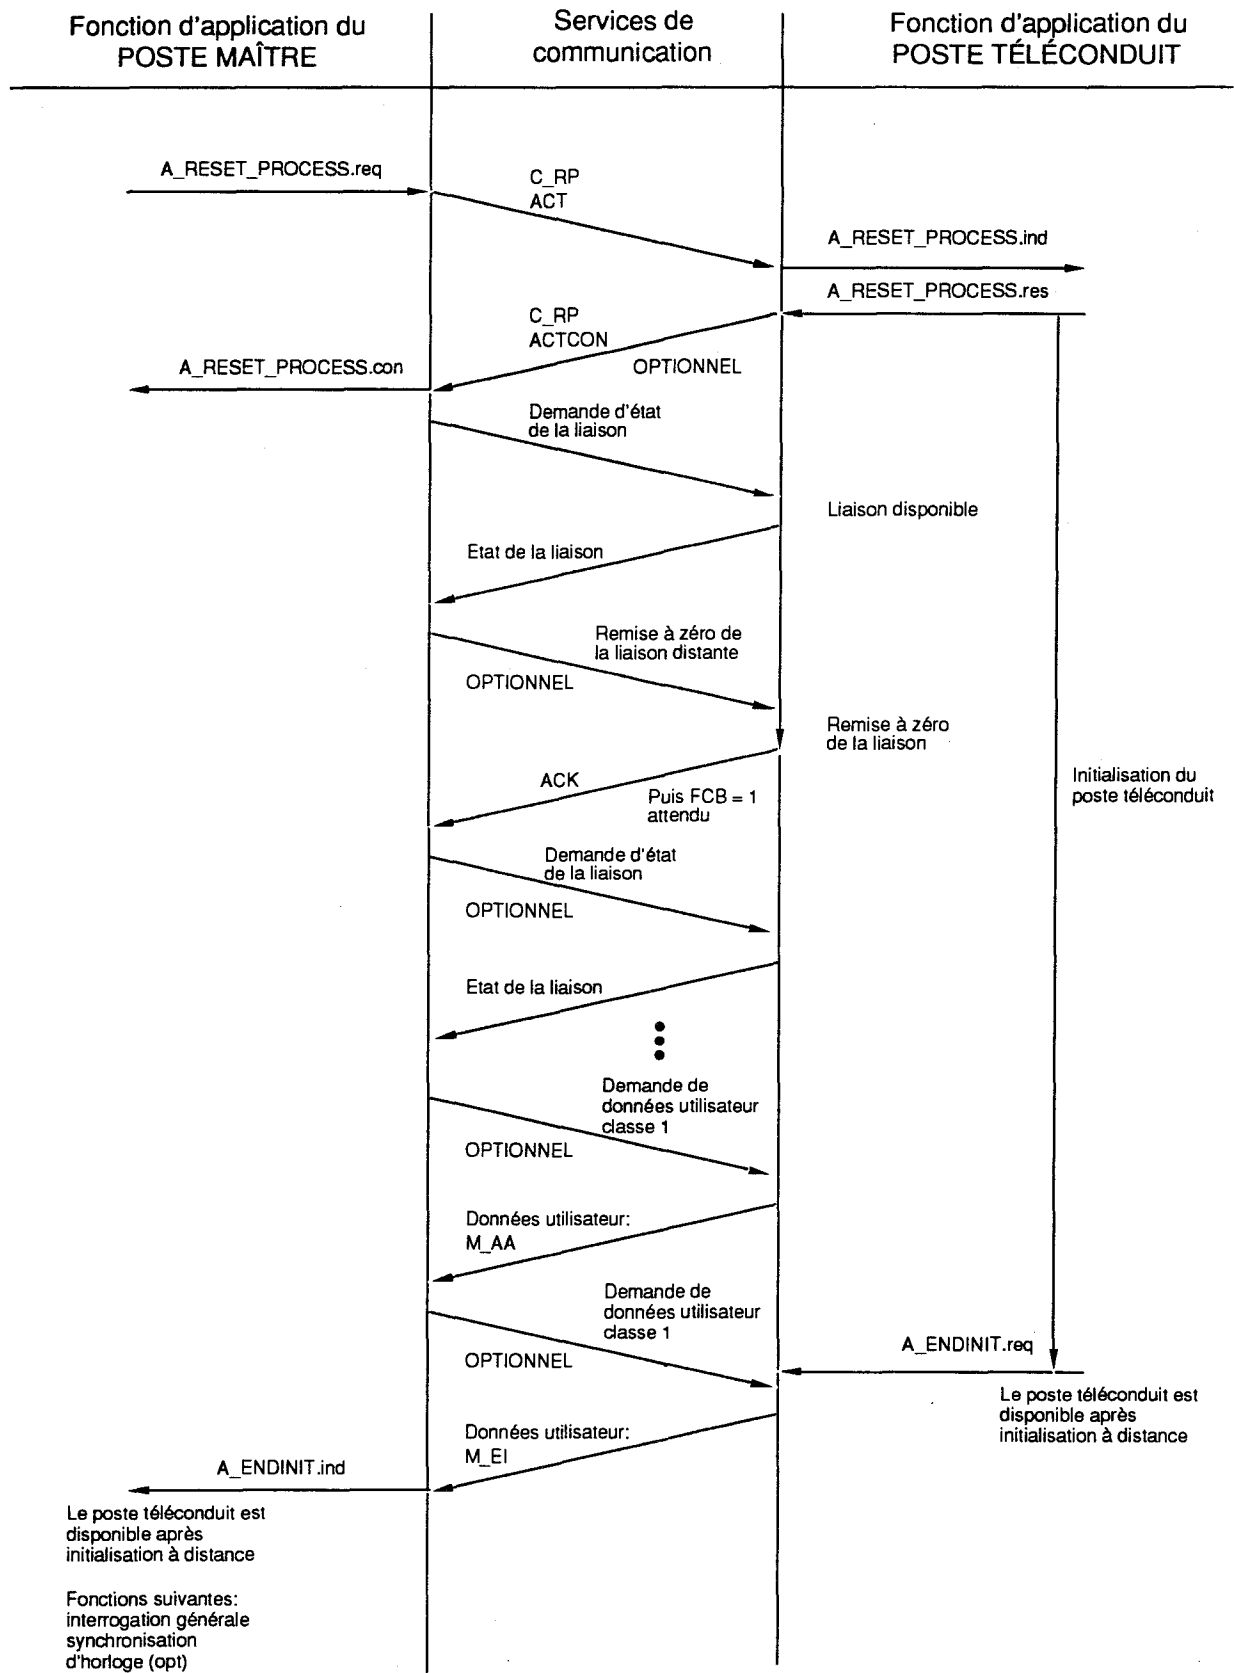 Fonction d'application du
POSTE MAÎTRE
Services de
communication
Fonction d'application du
POSTE TÉLÉCONDUIT
A_RESET_PROCESS.req
C_RP
ACT
A_RESET_PROCESS.ind
A_RESET_PROCESS.res
C_RP
ACTCON
OPTIONNEL
A_RESET_PROCESS.con
Demande d'état
de la liaison
Liaison disponible
Etat de la liaison
Remise à zéro de
la liaison distante
OPTIONNEL
Remise à zéro
de la liaison
Initialisation du
poste téléconduit
ACK
Puis FCB = 1
attendu
Demande d'état
de la liaison
OPTIONNEL
Etat de la liaison
Demande de
données utilisateur
classe 1
OPTIONNEL
Données utilisateur:
M_AA
Demande de
données utilisateur
classe 1
OPTIONNEL
A_ENDINIT.req
Le poste téléconduit est
disponible après
initialisation à distance
Données utilisateur:
M_EI
A_ENDINIT.ind
Le poste téléconduit est
disponible après
initialisation à distance
Fonctions suivantes:
interrogation générale
synchronisation
d'horloge (opt)